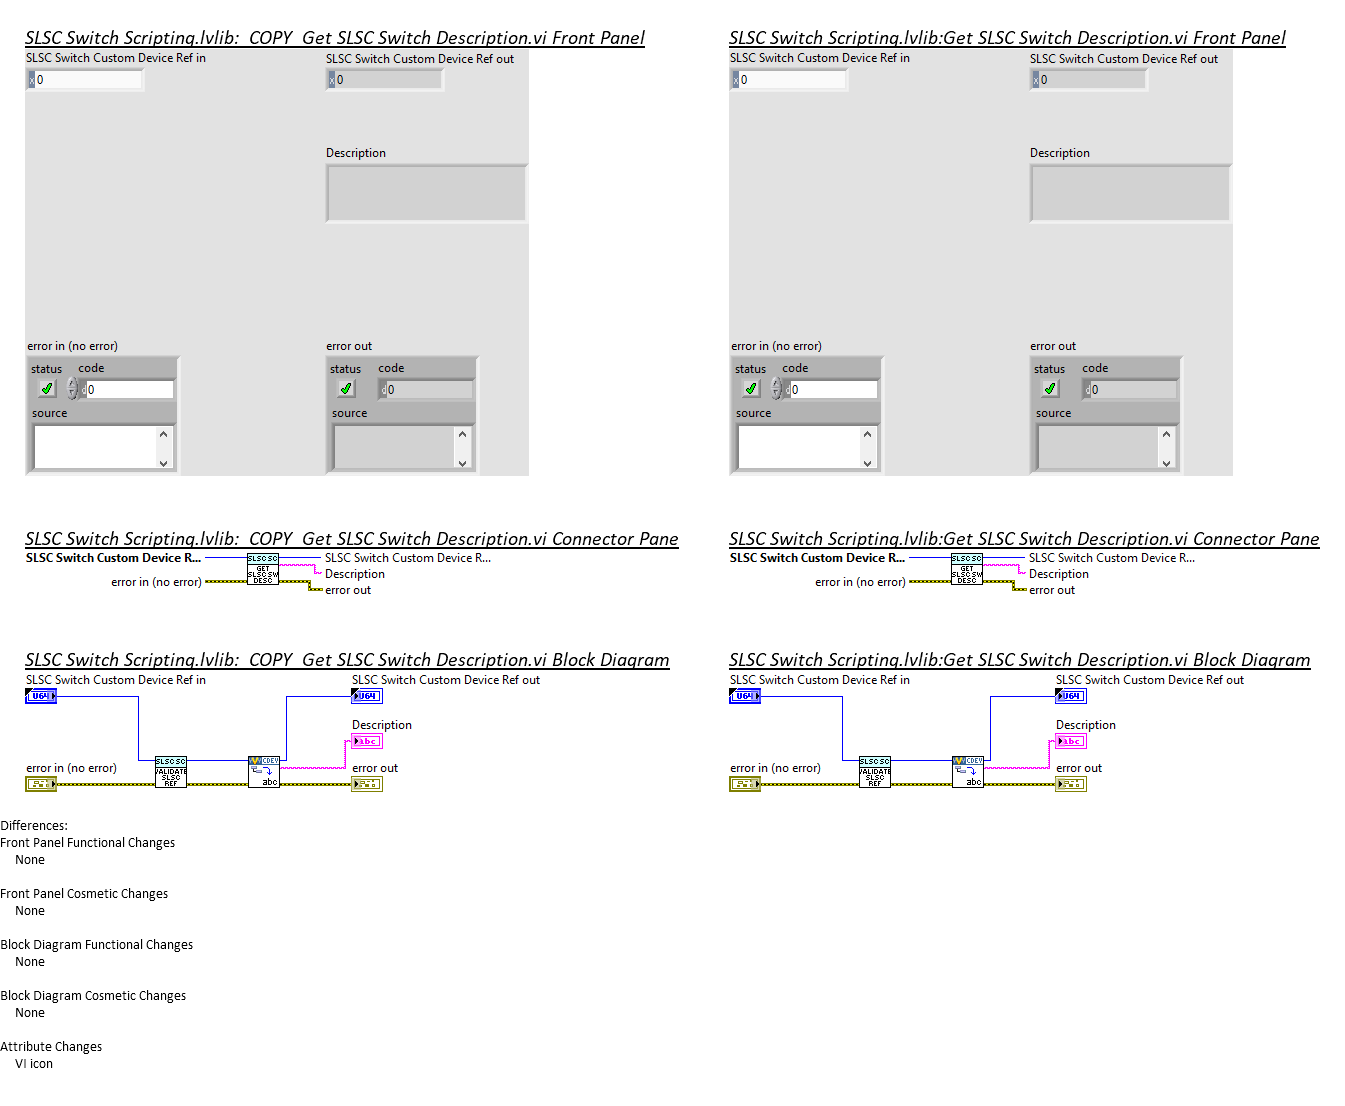 SLSC Switch Scripting.lvlib:_COPY_Get SLSC Switch Description.vi Front Panel
SLSC Switch Custom Device Ref in
SLSC Switch Custom Device Ref out
x 0
x 0
Description
error in (no error)
error out
status
code
status
code
d 0
d 0
source
source
SLSC Switch Scripting.lvlib:Get SLSC Switch Description.vi Front Panel
SLSC Switch Custom Device Ref in
SLSC Switch Custom Device Ref out
x 0
x 0
Description
error in (no error)
error out
status
code
status
code
d 0
d 0
source
source
SLSC Switch Scripting.lvlib:_COPY_Get SLSC Switch Description.vi Connector Pane
SLSC Switch Custom Device R...
SLSC SC
GET
SLSC SW
DESC
SLSC Switch Custom Device R...
Description
error in (no error)
error out
SLSC Switch Scripting.lvlib:Get SLSC Switch Description.vi Connector Pane
SLSC Switch Custom Device R...
SLSC SC
GET
SLSC SW
DESC
SLSC Switch Custom Device R...
Description
error in (no error)
error out
SLSC Switch Scripting.lvlib:_COPY_Get SLSC Switch Description.vi Block Diagram
SLSC Switch Custom Device Ref in
SLSC Switch Custom Device Ref out
U64
U64
Description
abc
error in (no error)
SLSC SC
VALIDATE
SLSC
REF
CDEV
abc
error out
SLSC Switch Scripting.lvlib:Get SLSC Switch Description.vi Block Diagram
SLSC Switch Custom Device Ref in
SLSC Switch Custom Device Ref out
U64
U64
Description
abc
error in (no error)
SLSC SC
VALIDATE
SLSC
REF
CDEV
abc
error out
Differences:
Front Panel Functional Changes
None
Front Panel Cosmetic Changes
None
Block Diagram Functional Changes
None
Block Diagram Cosmetic Changes
None
Attribute Changes
VI icon